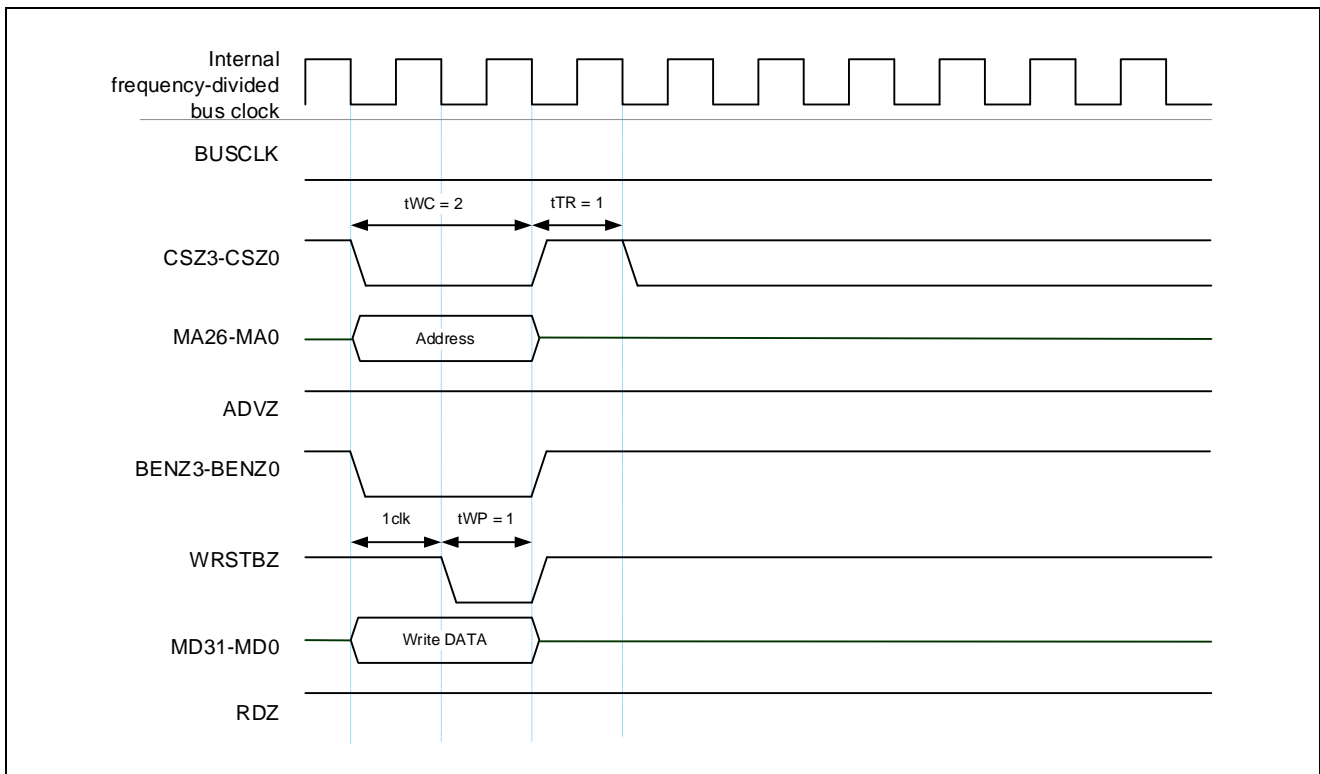 Internal
frequency-divided
bus clock
BUSCLK
tWC = 2
tTR = 1
CSZ3-CSZ0
MA26-MA0
Address
ADVZ
BENZ3-BENZ0
1clk
tWP = 1
WRSTBZ
MD31-MD0
Write DATA
RDZ